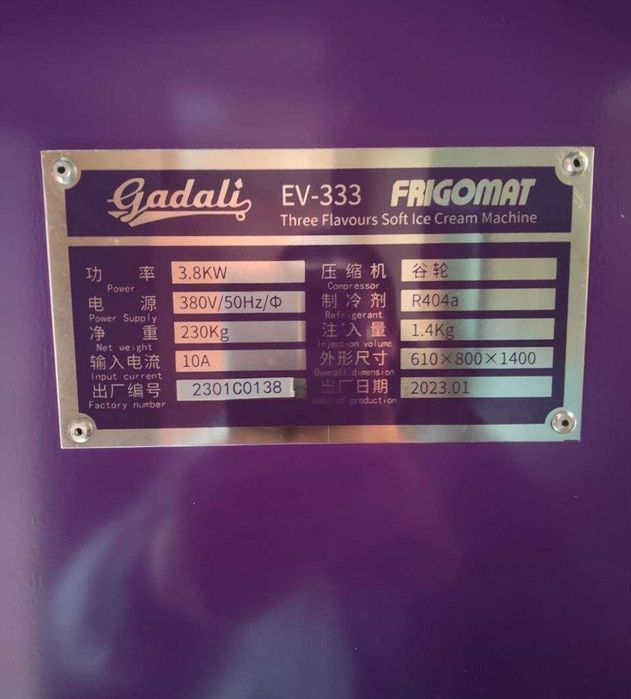 gadali EV-333 FRIGOMAT
Three Flavours Soft Ice Cream Machine
功 率 3.8KW 压缩机 谷轮
Power Compressor
电 源 380V/50Hz/Φ 制冷剂 R404a
Power Supply Refrigerant
净 重 230Kg 注入量 1.4Kg
Net weight Injection volume
输入电流 10A 外形尺寸 610×800×1400
Input current Overall dimension
出厂编号 2301C0138 出厂日期 2023.01
Factory number production